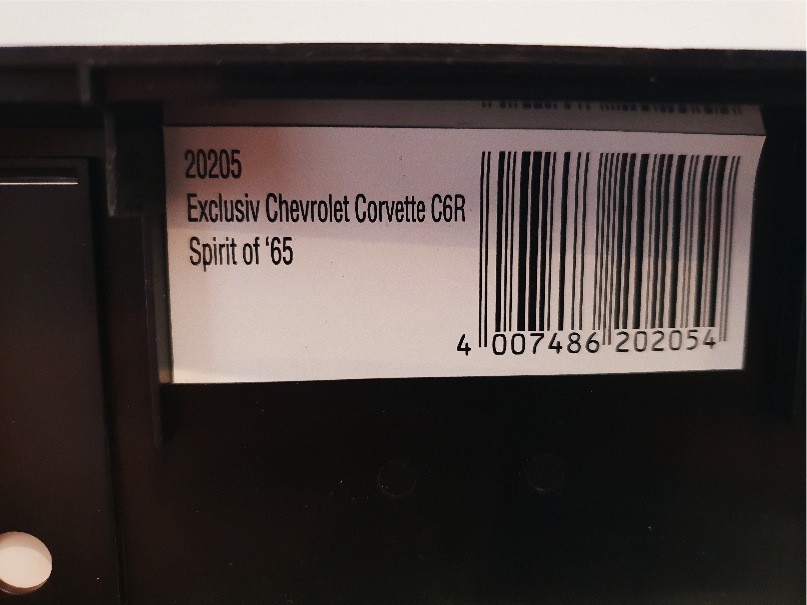 20205
Exclusiv Chevrolet Corvette C6R
Spirit of ‘65
4 007486 202054